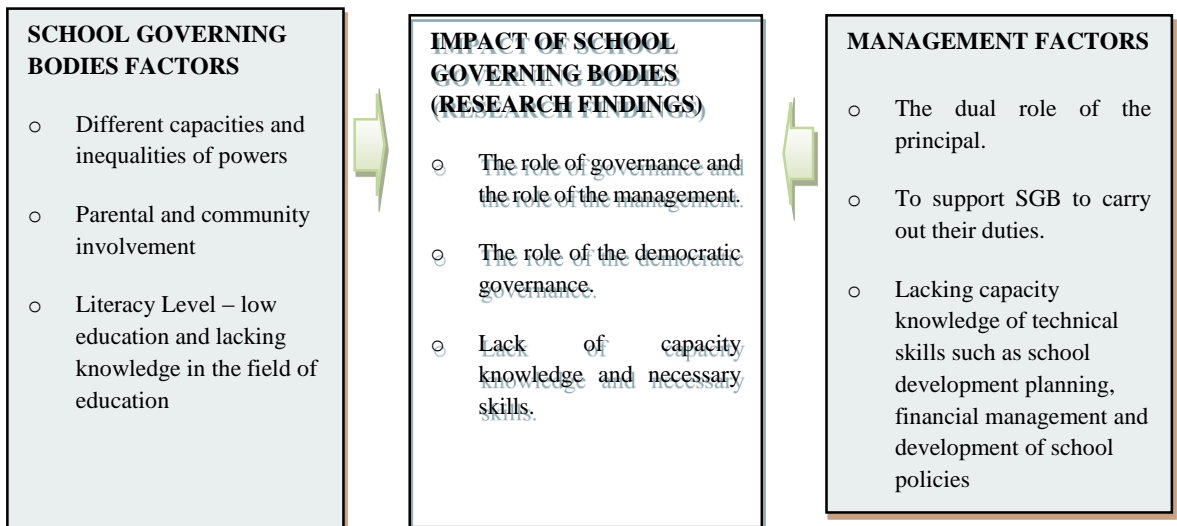 SCHOOL GOVERNING
BODIES FACTORS
o Different capacities and
inequalities of powers
o Parental and community
involvement
o Literacy Level – low
education and lacking
knowledge in the field of
education
IMPACT OF SCHOOL
GOVERNING BODIES
(RESEARCH FINDINGS)
o The role of governance and
the role of the management.
o The role of the democratic
governance.
o Lack of capacity
knowledge and necessary
skills.
MANAGEMENT FACTORS
o The dual role of the
principal.
o To support SGB to carry
out their duties.
o Lacking capacity
knowledge of technical
skills such as school
development planning,
financial management and
development of school
policies